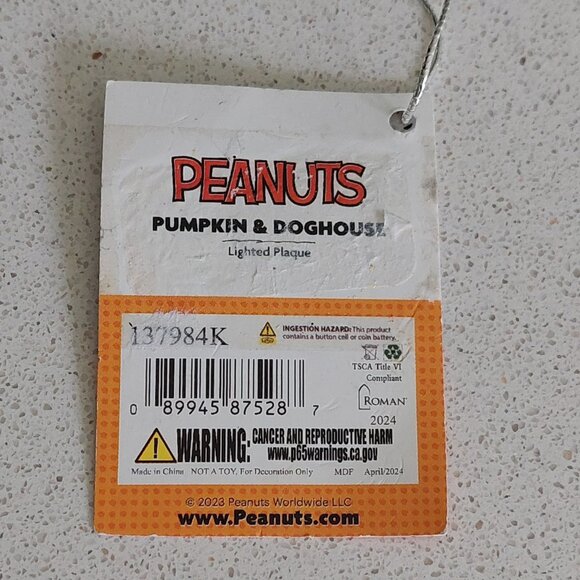 PEANUTS
PUMPKIN & DOGHOUSE
Lighted Plaque
137984K
INGESTION HAZARD: This product
contains a button cell or coin battery.
TSCA Title VI
Compliant
ROMAN
2024
0 89945 87528 7
WARNING: CANCER AND REPRODUCTIVE HARM
www.p65warnings.ca.gov
Made in China NOT A TOY, For Decoration Only MDF April/2024
© 2023 Peanuts Worldwide LLC
www.Peanuts.com